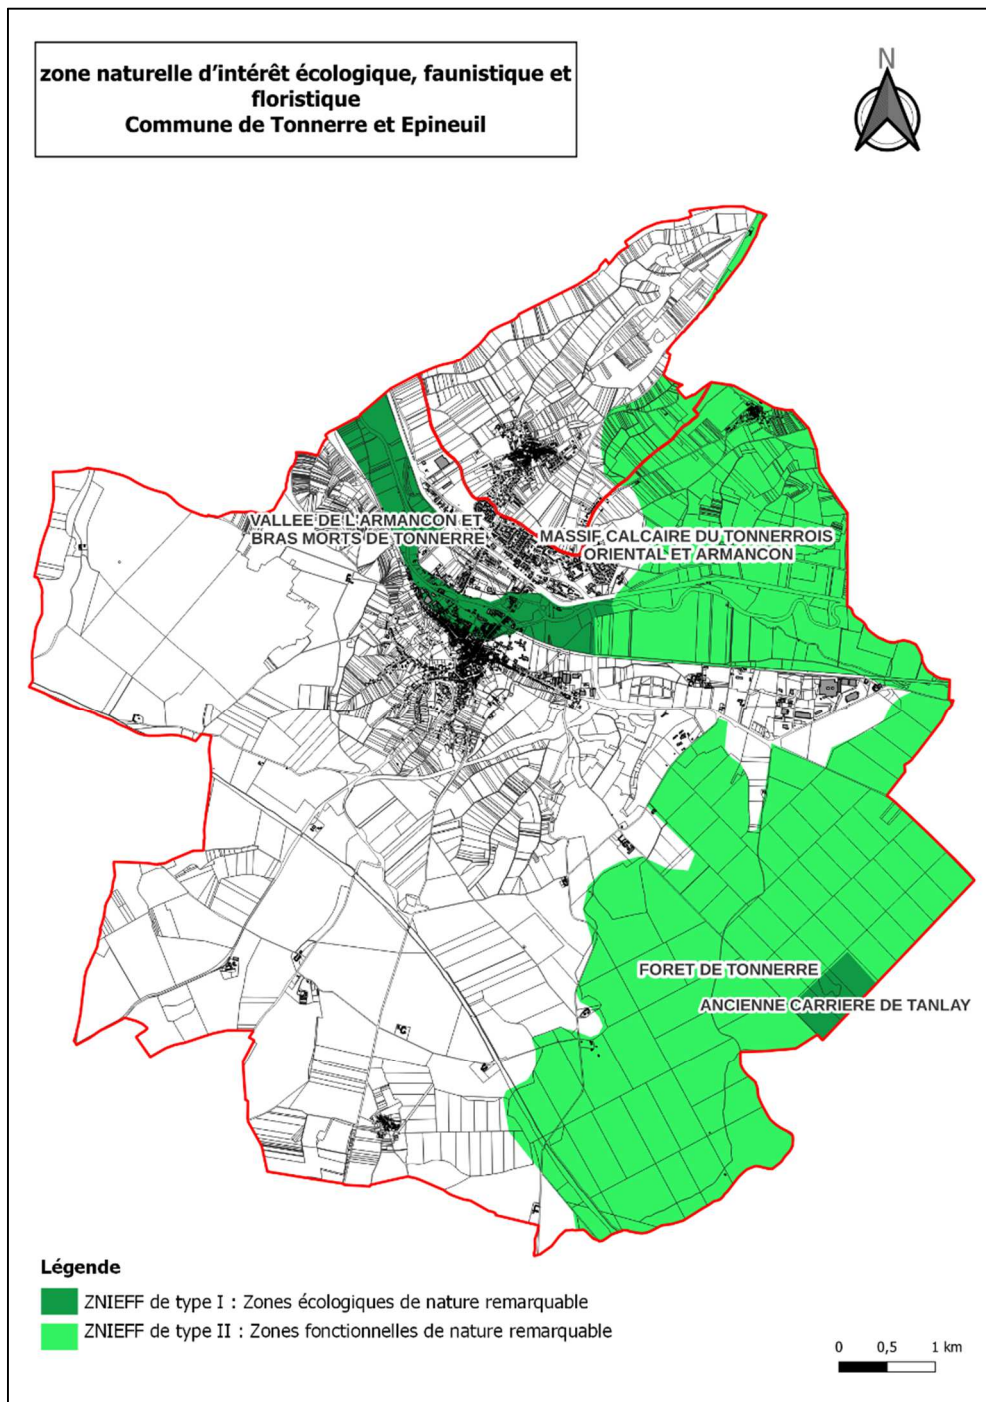 zone naturelle d'intérêt écologique, faunistique et
floristique
Commune de Tonnerre et Epineuil
N
VALLEE DE L'ARMANCON ET
BRAS MORTS DE TONNERRE
MASSIF CALCAIRE DU TONNERROIS
ORIENTAL ET ARMANCON
FORET DE TONNERRE
ANCIENNE CARRIERE DE TANLAY
Légende
ZNIEFF de type I : Zones écologiques de nature remarquable
ZNIEFF de type II : Zones fonctionnelles de nature remarquable
0 0,5 1 km